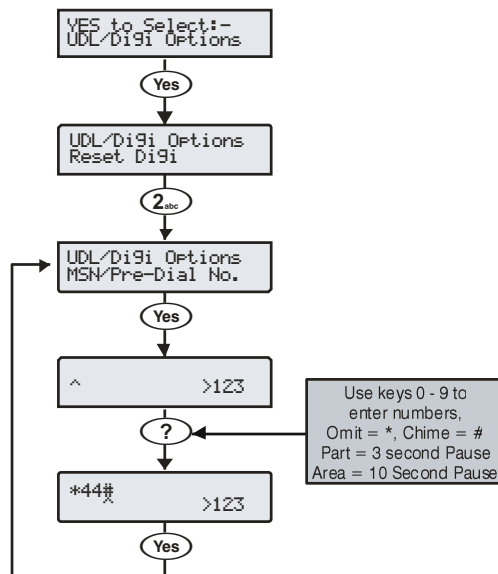 YES to Select:-
UDL/Digi Options
Yes
UDL/Digi Options
Reset Digi
2abc
UDL/Digi Options
MSN/Pre-Dial No.
Yes
^ >123
?
Use keys 0 - 9 to
enter numbers,
Omit = *, Chime = #
Part = 3 second Pause
Area = 10 Second Pause
*44#
^
>123
Yes